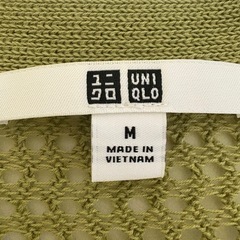 ユニ UNI
クロ QLO
M
MADE IN
VIETNAM